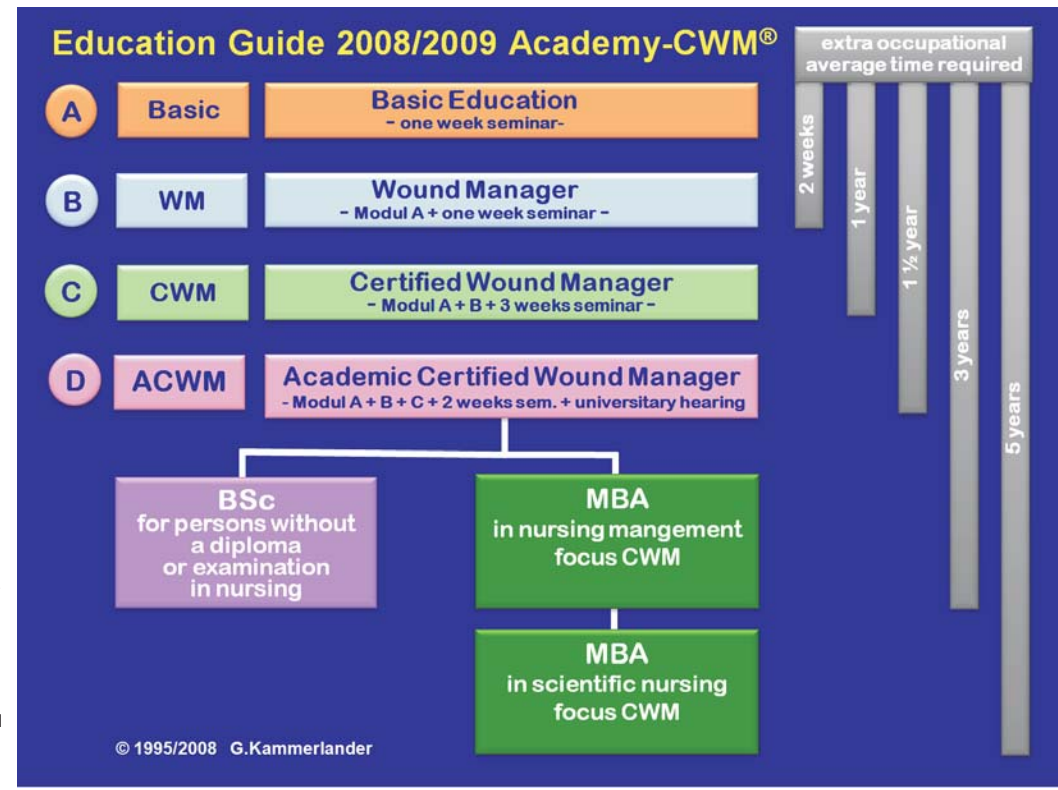 Education Guide 2008/2009 Academy-CWM®
extra occupational
average time required
A
Basic
Basic Education
- one week seminar-
B
WM
Wound Manager
- Modul A + one week seminar -
C
CWM
Certified Wound Manager
- Modul A + B + 3 weeks seminar -
D
ACWM
Academic Certified Wound Manager
- Modul A + B + C + 2 weeks sem. + universitary hearing
2 weeks
1 year
1 ½ year
3 years
5 years
BSc
for persons without
a diploma
or examination
in nursing
MBA
in nursing mangement
focus CWM
MBA
in scientific nursing
focus CWM
© 1995/2008 G.Kammerlander